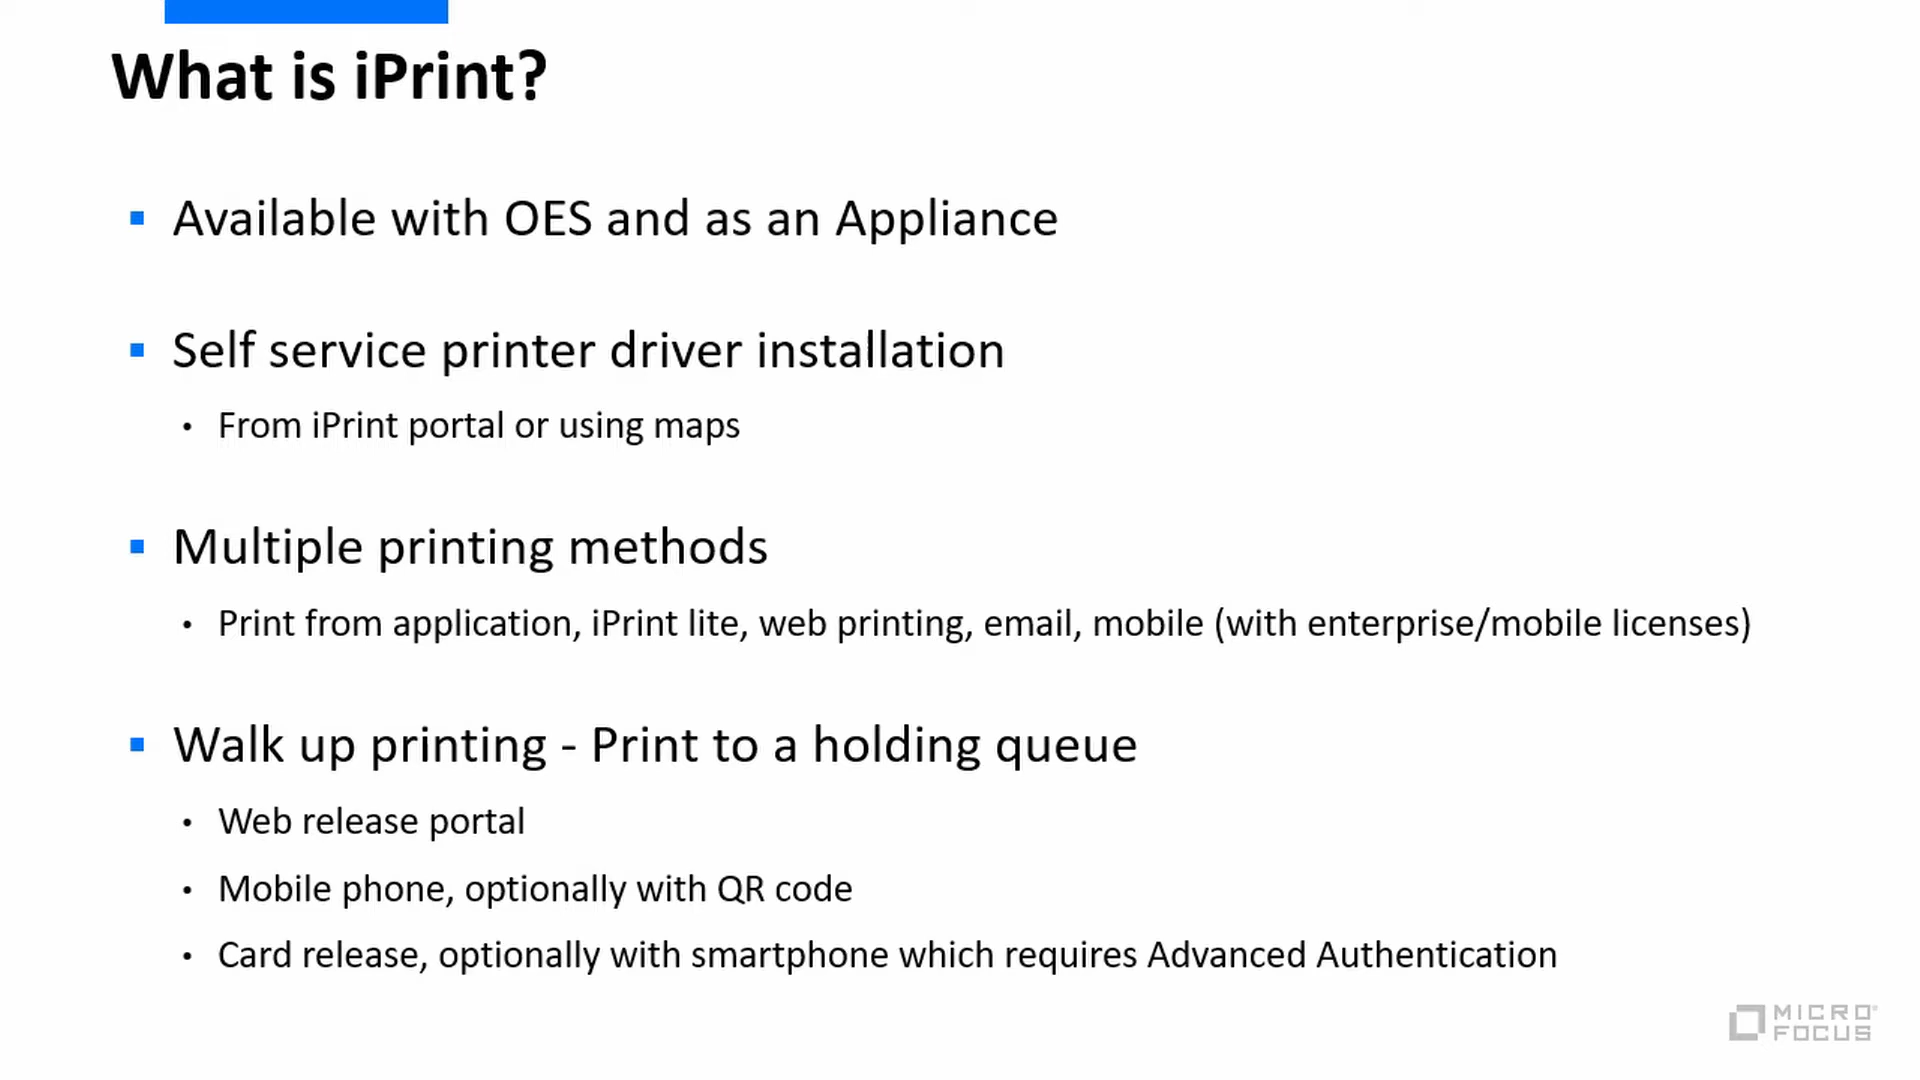 What is iPrint?
Available with OES and as an Appliance
Self service printer driver installation
From iPrint portal or using maps
Multiple printing methods
Print from application, iPrint lite, web printing, email, mobile (with enterprise/mobile licenses)
Walk up printing - Print to a holding queue
Web release portal
Mobile phone, optionally with QR code
Card release, optionally with smartphone which requires Advanced Authentication
MICRO
FOCUS